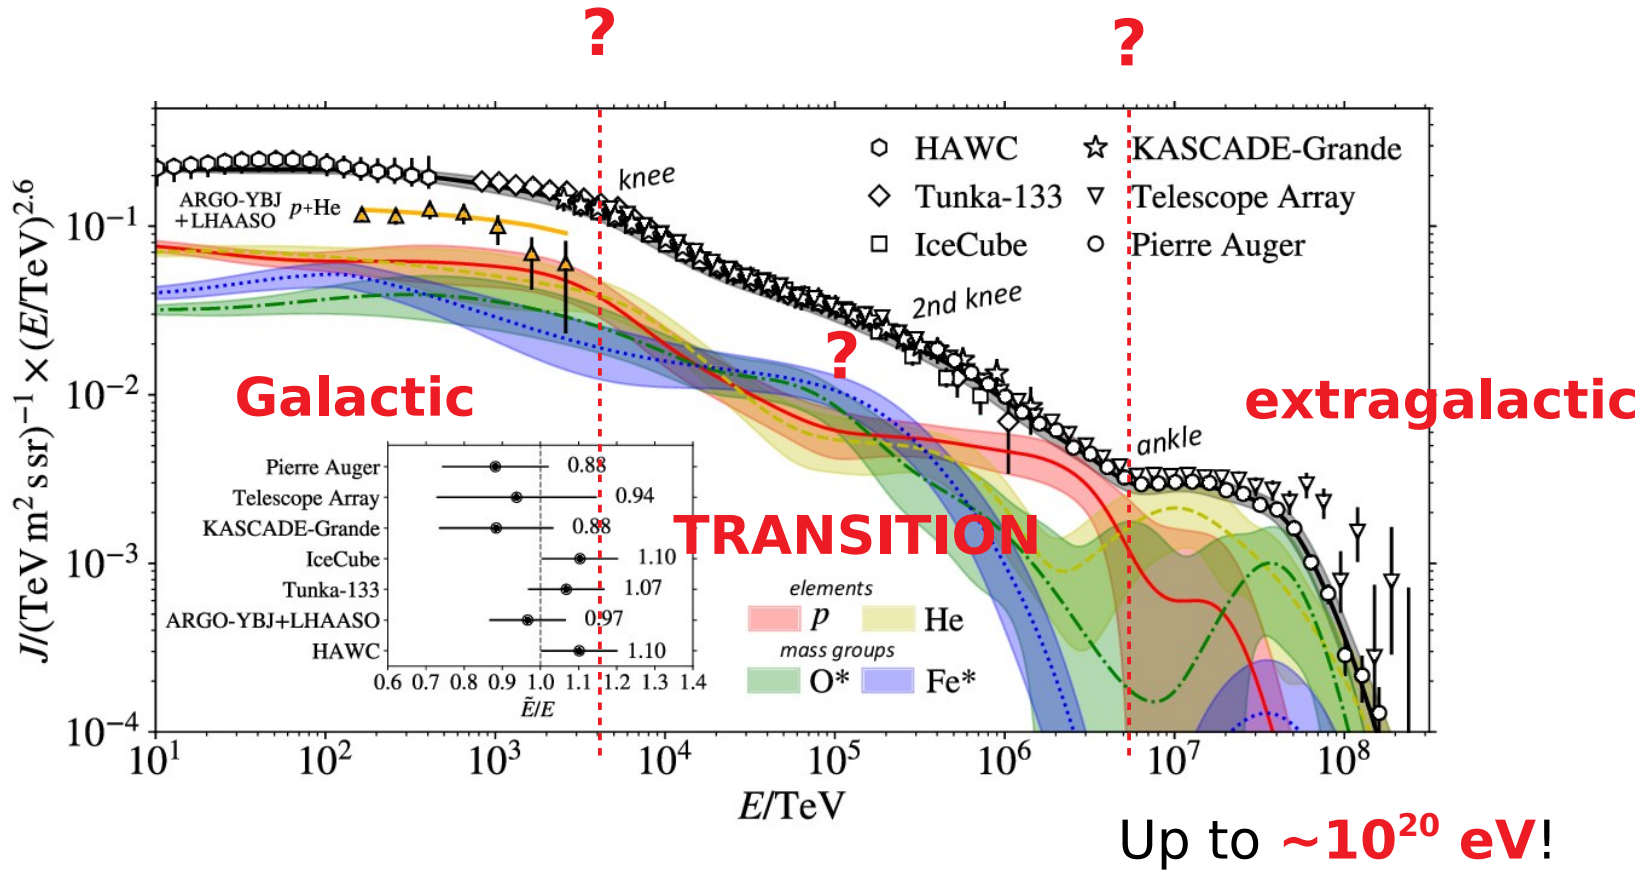 ?
?
HAWC
KASCADE-Grande
Tunka-133
Telescope Array
IceCube
Pierre Auger
knee
ARGO-YBJ
+LHAASO
p+He
2nd knee
?
Galactic
extragalactic
ankle
TRANSITION
Pierre Auger 0.88
Telescope Array 0.94
KASCADE-Grande 0.88
IceCube 1.10
Tunka-133 1.07
ARGO-YBJ+LHAASO 0.97
HAWC 1.10
0.6 0.7 0.8 0.9 1.0 1.1 1.2 1.3 1.4
Ẽ/E
elements
p He
mass groups
O* Fe*
J/(TeV m² s sr)⁻¹ × (E/TeV)²·⁶
10⁻¹
10⁻²
10⁻³
10⁻⁴
10¹ 10² 10³ 10⁴ 10⁵ 10⁶ 10⁷ 10⁸
E/TeV
Up to ~10²⁰ eV!